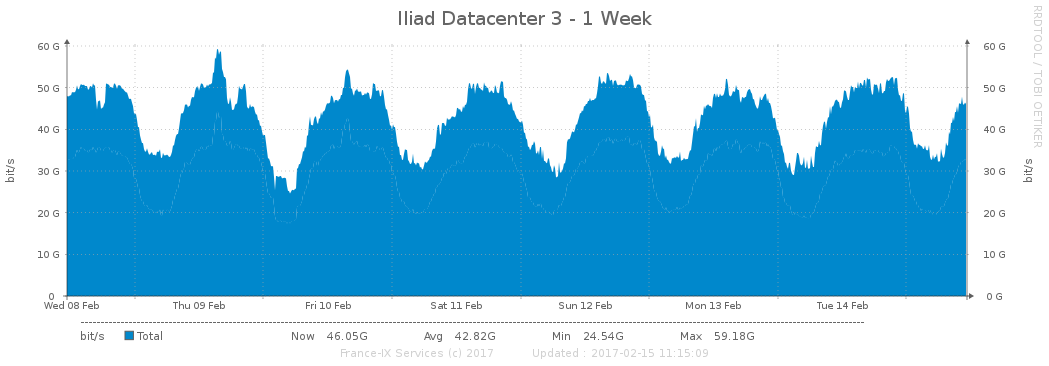 Iliad Datacenter 3 - 1 Week
RRDTOOL / TOBI OETIKER
60 G 60 G
50 G 50 G
40 G 40 G
30 G 30 G
20 G 20 G
10 G 10 G
0 0 G
bit/s
bit/s
Wed 08 Feb Thu 09 Feb Fri 10 Feb Sat 11 Feb Sun 12 Feb Mon 13 Feb Tue 14 Feb
bit/s Total Now 46.05G Avg 42.82G Min 24.54G Max 59.18G
France-IX Services (c) 2017 Updated : 2017-02-15 11:15:09